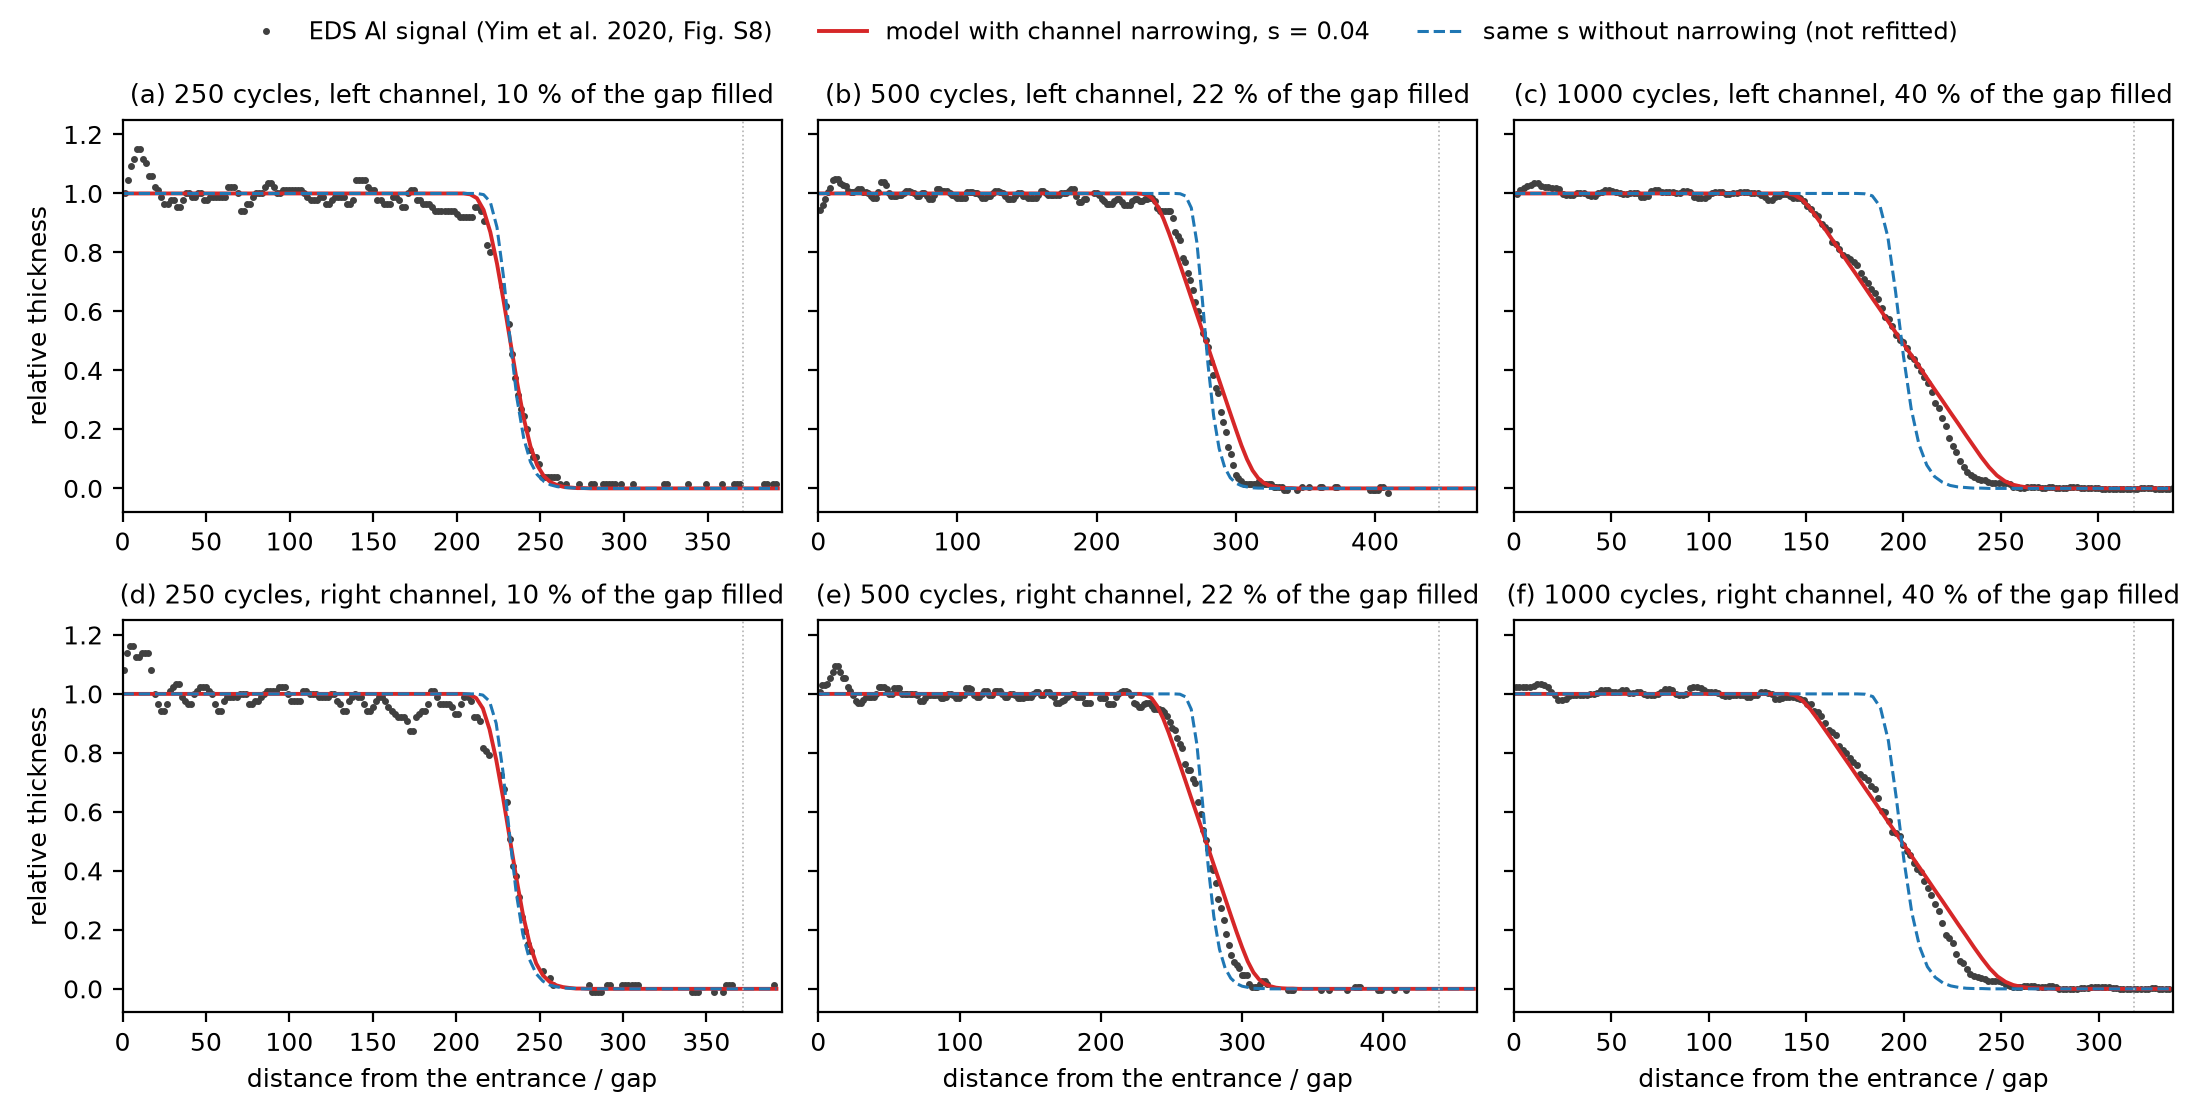 EDS Al signal (Yim et al. 2020, Fig. S8) model with channel narrowing, s = 0.04 same s without narrowing (not refitted)
(a) 250 cycles, left channel, 10 % of the gap filled
(b) 500 cycles, left channel, 22 % of the gap filled
(c) 1000 cycles, left channel, 40 % of the gap filled
relative thickness
1.2
1.0
0.8
0.6
0.4
0.2
0.0
0 50 100 150 200 250 300 350
0 100 200 300 400
0 50 100 150 200 250 300
(d) 250 cycles, right channel, 10 % of the gap filled
(e) 500 cycles, right channel, 22 % of the gap filled
(f) 1000 cycles, right channel, 40 % of the gap filled
relative thickness
1.2
1.0
0.8
0.6
0.4
0.2
0.0
0 50 100 150 200 250 300 350
0 100 200 300 400
0 50 100 150 200 250 300
distance from the entrance / gap
distance from the entrance / gap
distance from the entrance / gap